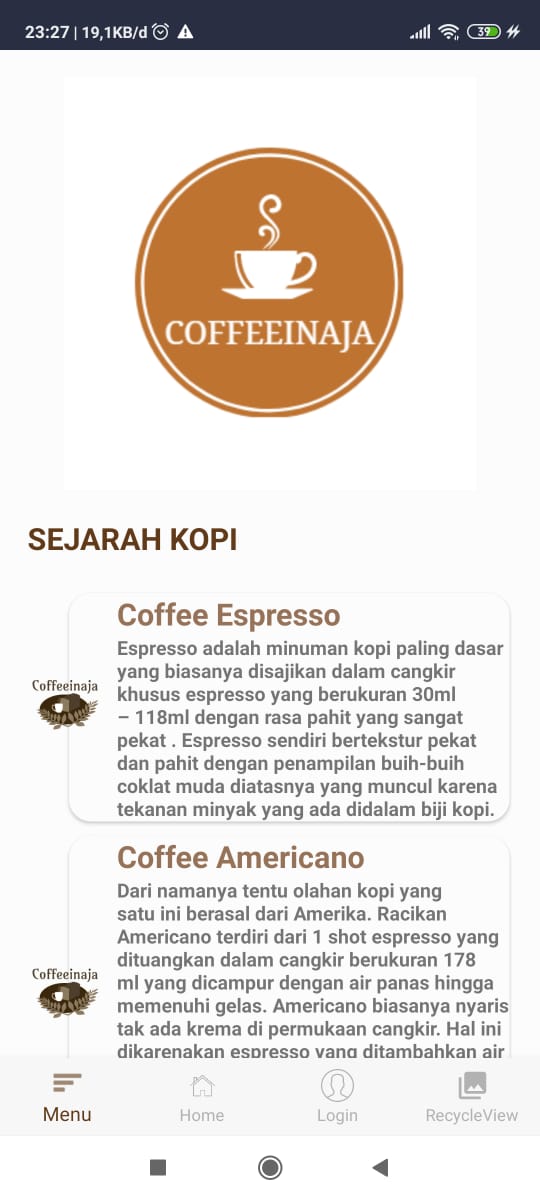 23:27 | 19,1KB/d
39
COFFEEINAJA
SEJARAH KOPI
Coffee Espresso
Espresso adalah minuman kopi paling dasar
yang biasanya disajikan dalam cangkir
khusus espresso yang berukuran 30ml
– 118ml dengan rasa pahit yang sangat
pekat . Espresso sendiri bertekstur pekat
dan pahit dengan penampilan buih-buih
coklat muda diatasnya yang muncul karena
tekanan minyak yang ada didalam biji kopi.
Coffeeinaja
Coffee Americano
Dari namanya tentu olahan kopi yang
satu ini berasal dari Amerika. Racikan
Americano terdiri dari 1 shot espresso yang
dituangkan dalam cangkir berukuran 178
ml yang dicampur dengan air panas hingga
memenuhi gelas. Americano biasanya nyaris
tak ada krema di permukaan cangkir. Hal ini
dikarenakan espresso yang ditambahkan air
Coffeeinaja
Menu
Home
Login
RecycleView